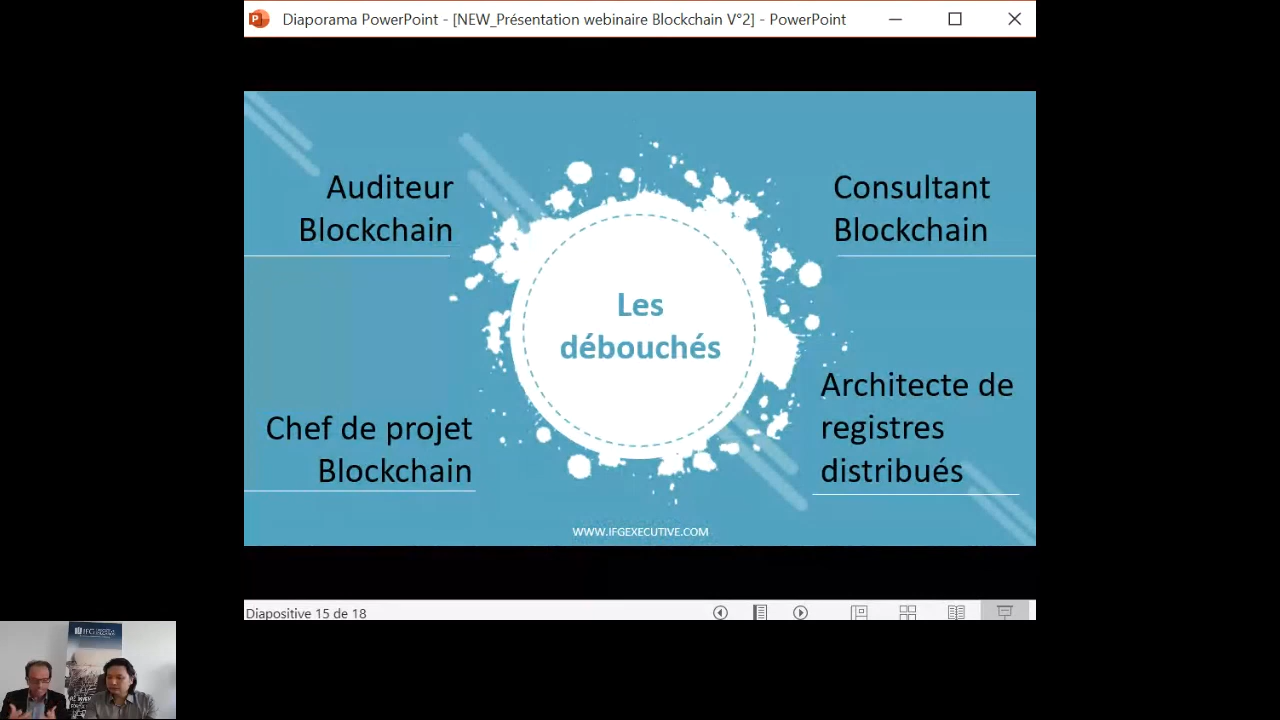 Diaporama PowerPoint - [NEW_Présentation webinaire Blockchain V°2] - PowerPoint
Auditeur
Blockchain
Consultant
Blockchain
Les
débouchés
Chef de projet
Blockchain
Architecte de
registres
distribués
WWW.IFGEXECUTIVE.COM
Diapositive 15 de 18
IFG